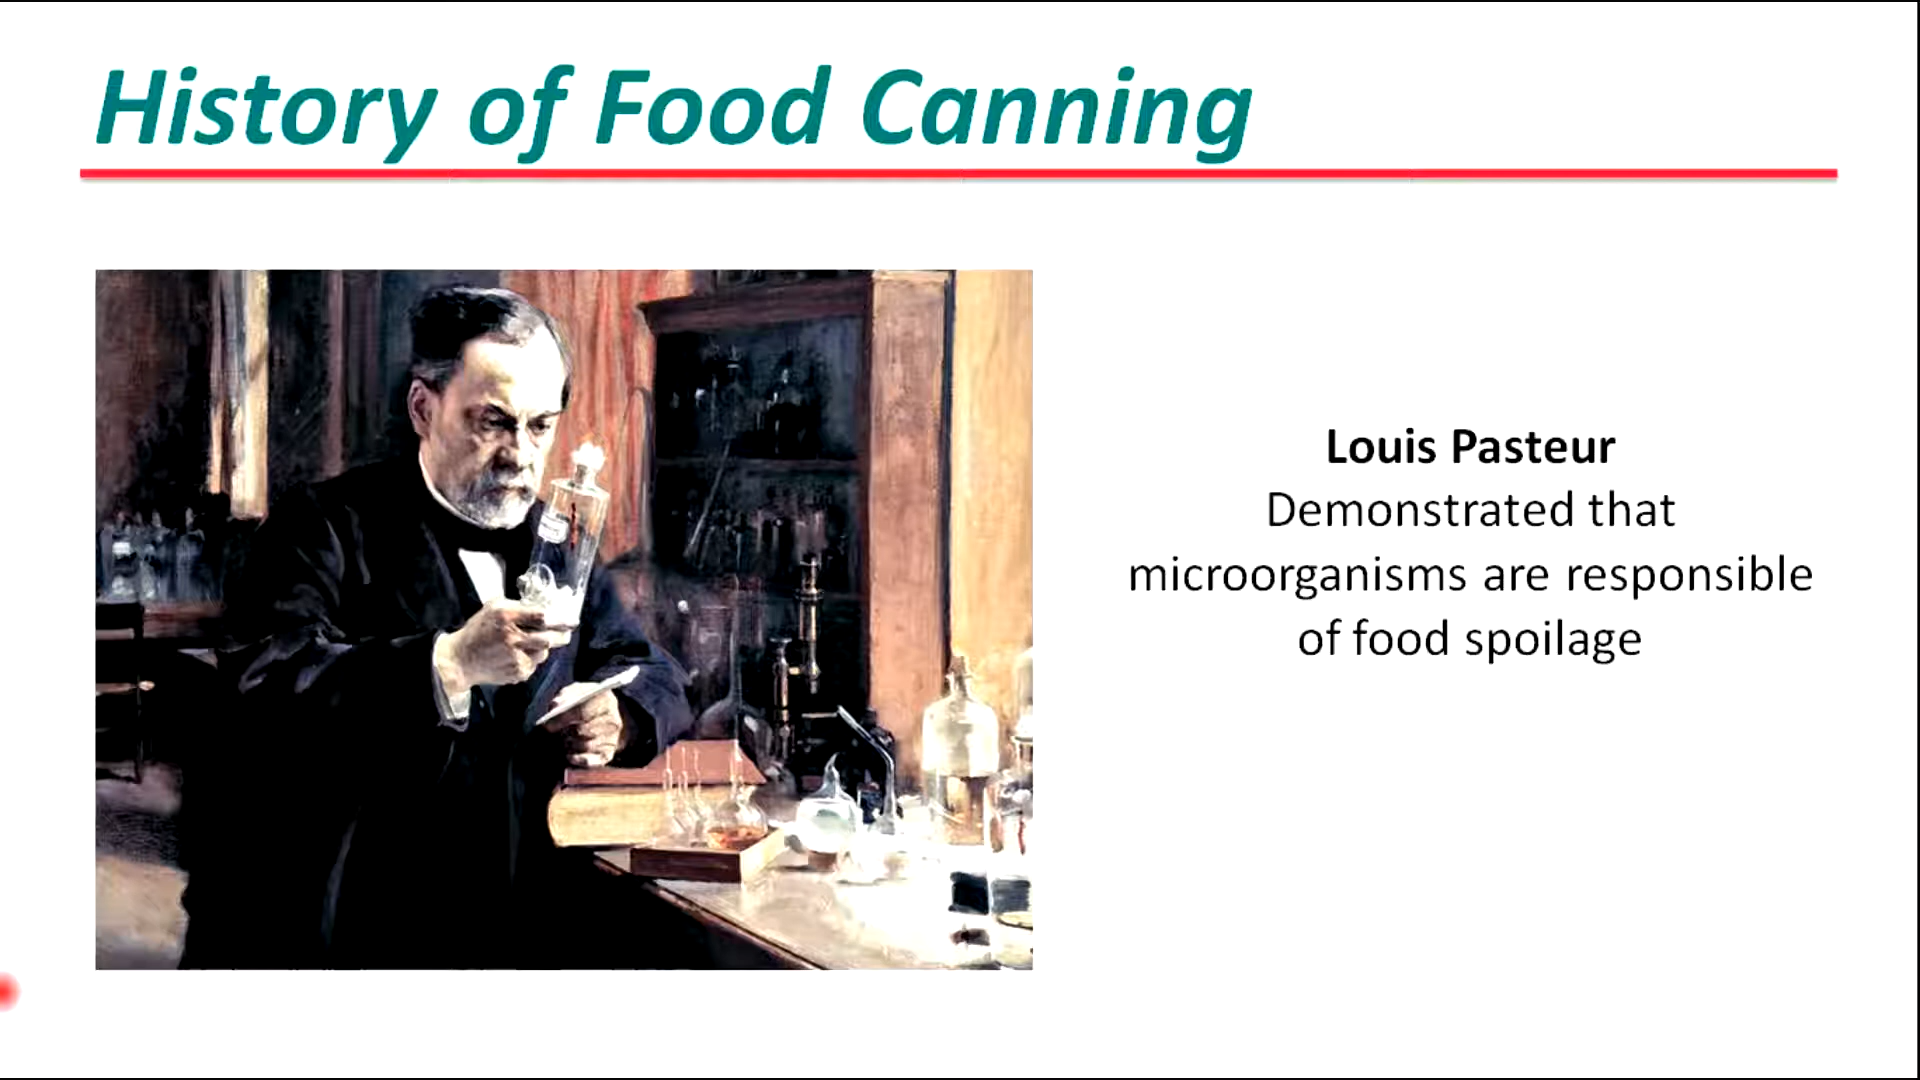 History of Food Canning
Louis Pasteur
Demonstrated that
microorganisms are responsible
of food spoilage